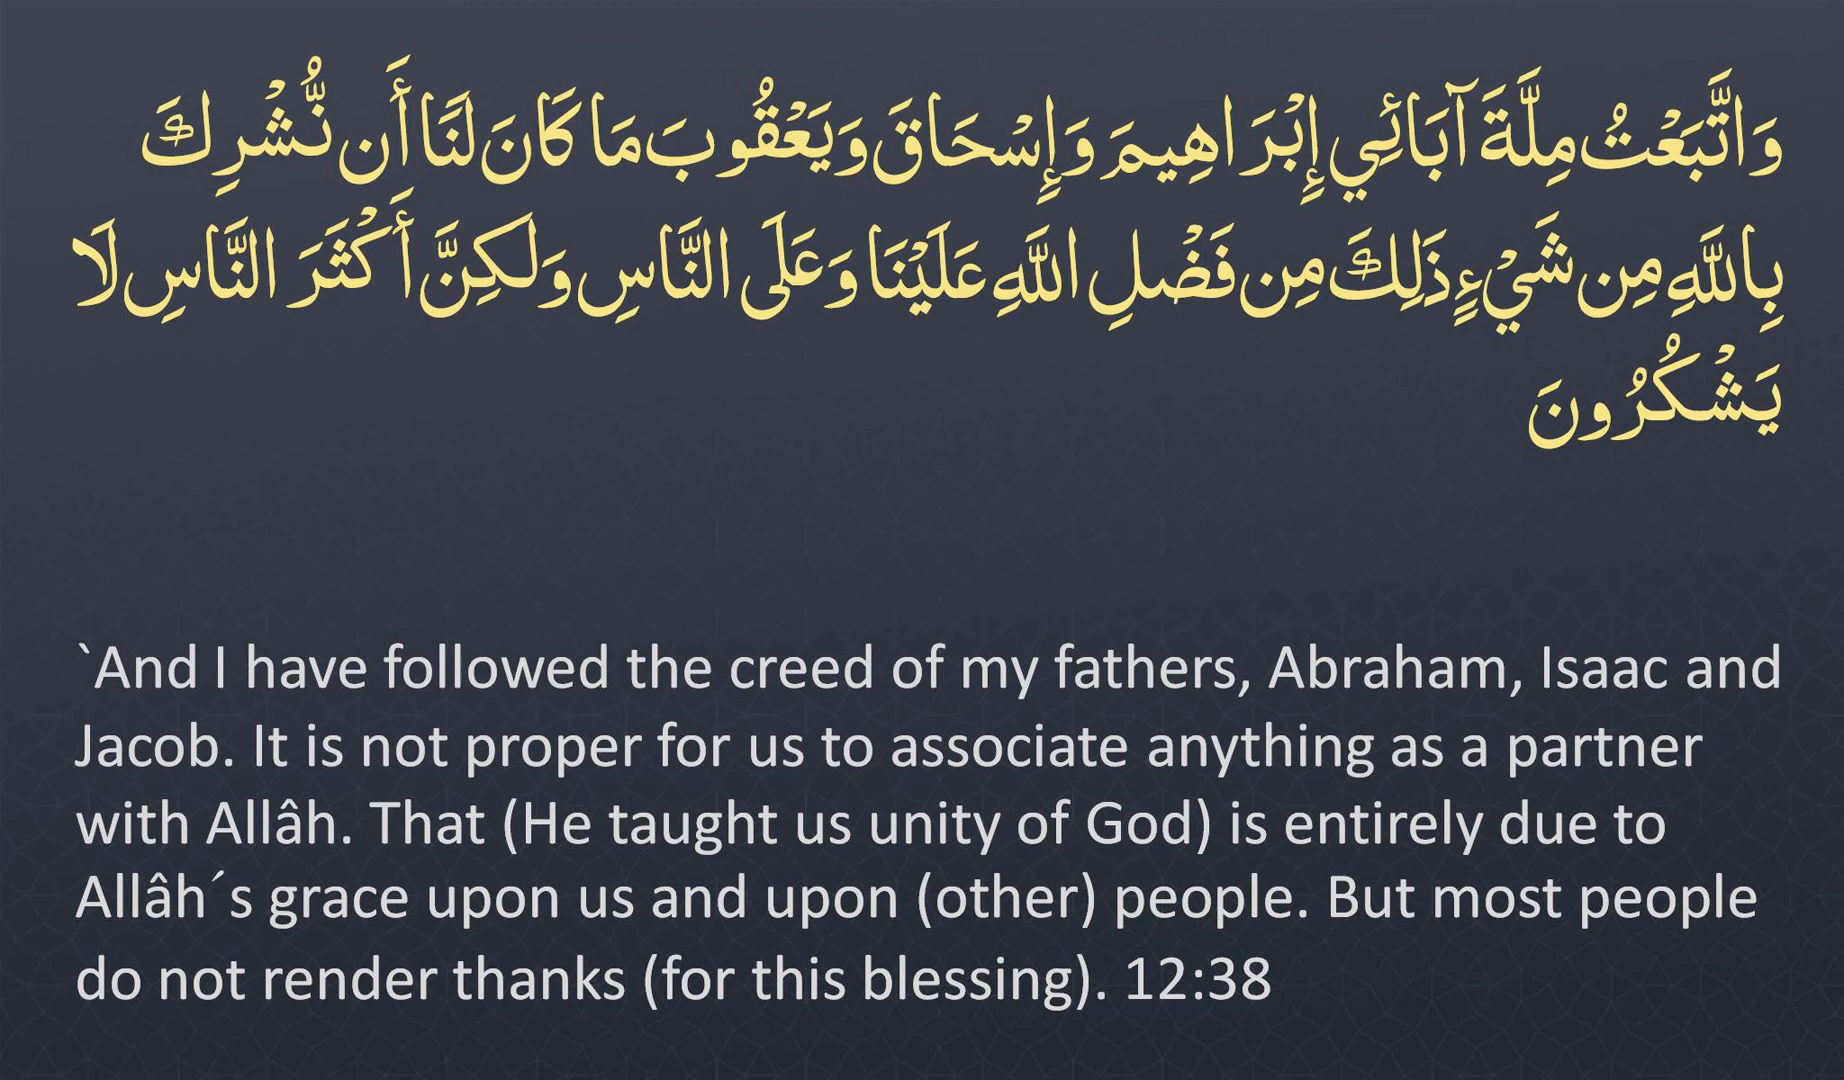 وَاتَّبَعْتُ مِلَّةَ آبَائِي إِبْرَاهِيمَ وَإِسْحَاقَ وَيَعْقُوبَ مَا كَانَ لَنَا أَن نُّشْرِكَ
بِاللَّهِ مِن شَيْءٍ ذَلِكَ مِن فَضْلِ اللَّهِ عَلَيْنَا وَعَلَى النَّاسِ وَلَكِنَّ أَكْثَرَ النَّاسِ لَا
يَشْكُرُونَ
`And I have followed the creed of my fathers, Abraham, Isaac and
Jacob. It is not proper for us to associate anything as a partner
with Allâh. That (He taught us unity of God) is entirely due to
Allâh´s grace upon us and upon (other) people. But most people
do not render thanks (for this blessing). 12:38